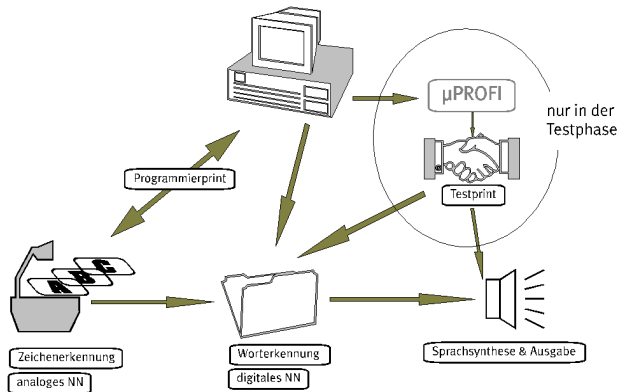 µPROFI
nur in der
Testphase
Programmierprint
Testprint
A B C
Zeichenerkennung
analoges NN
Worterkennung
digitales NN
Sprachsynthese & Ausgabe